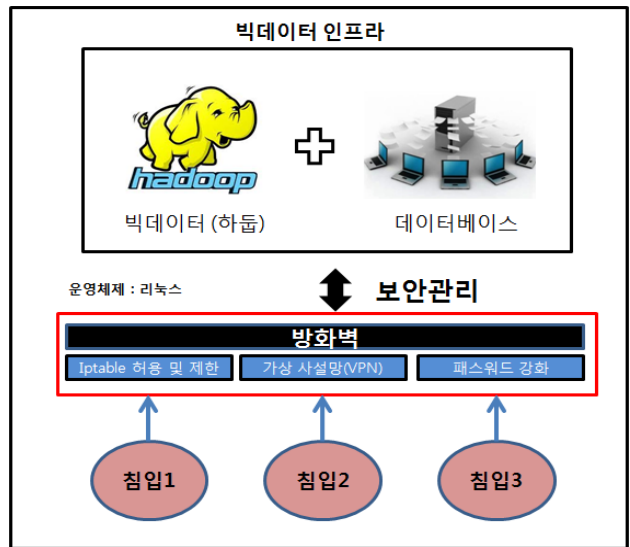 빅데이터 인프라
hadoop
빅데이터 (하둡)
데이터베이스
운영체제 : 리눅스
보안관리
방화벽
Iptable 허용 및 제한
가상 사설망(VPN)
패스워드 강화
침입1
침입2
침입3